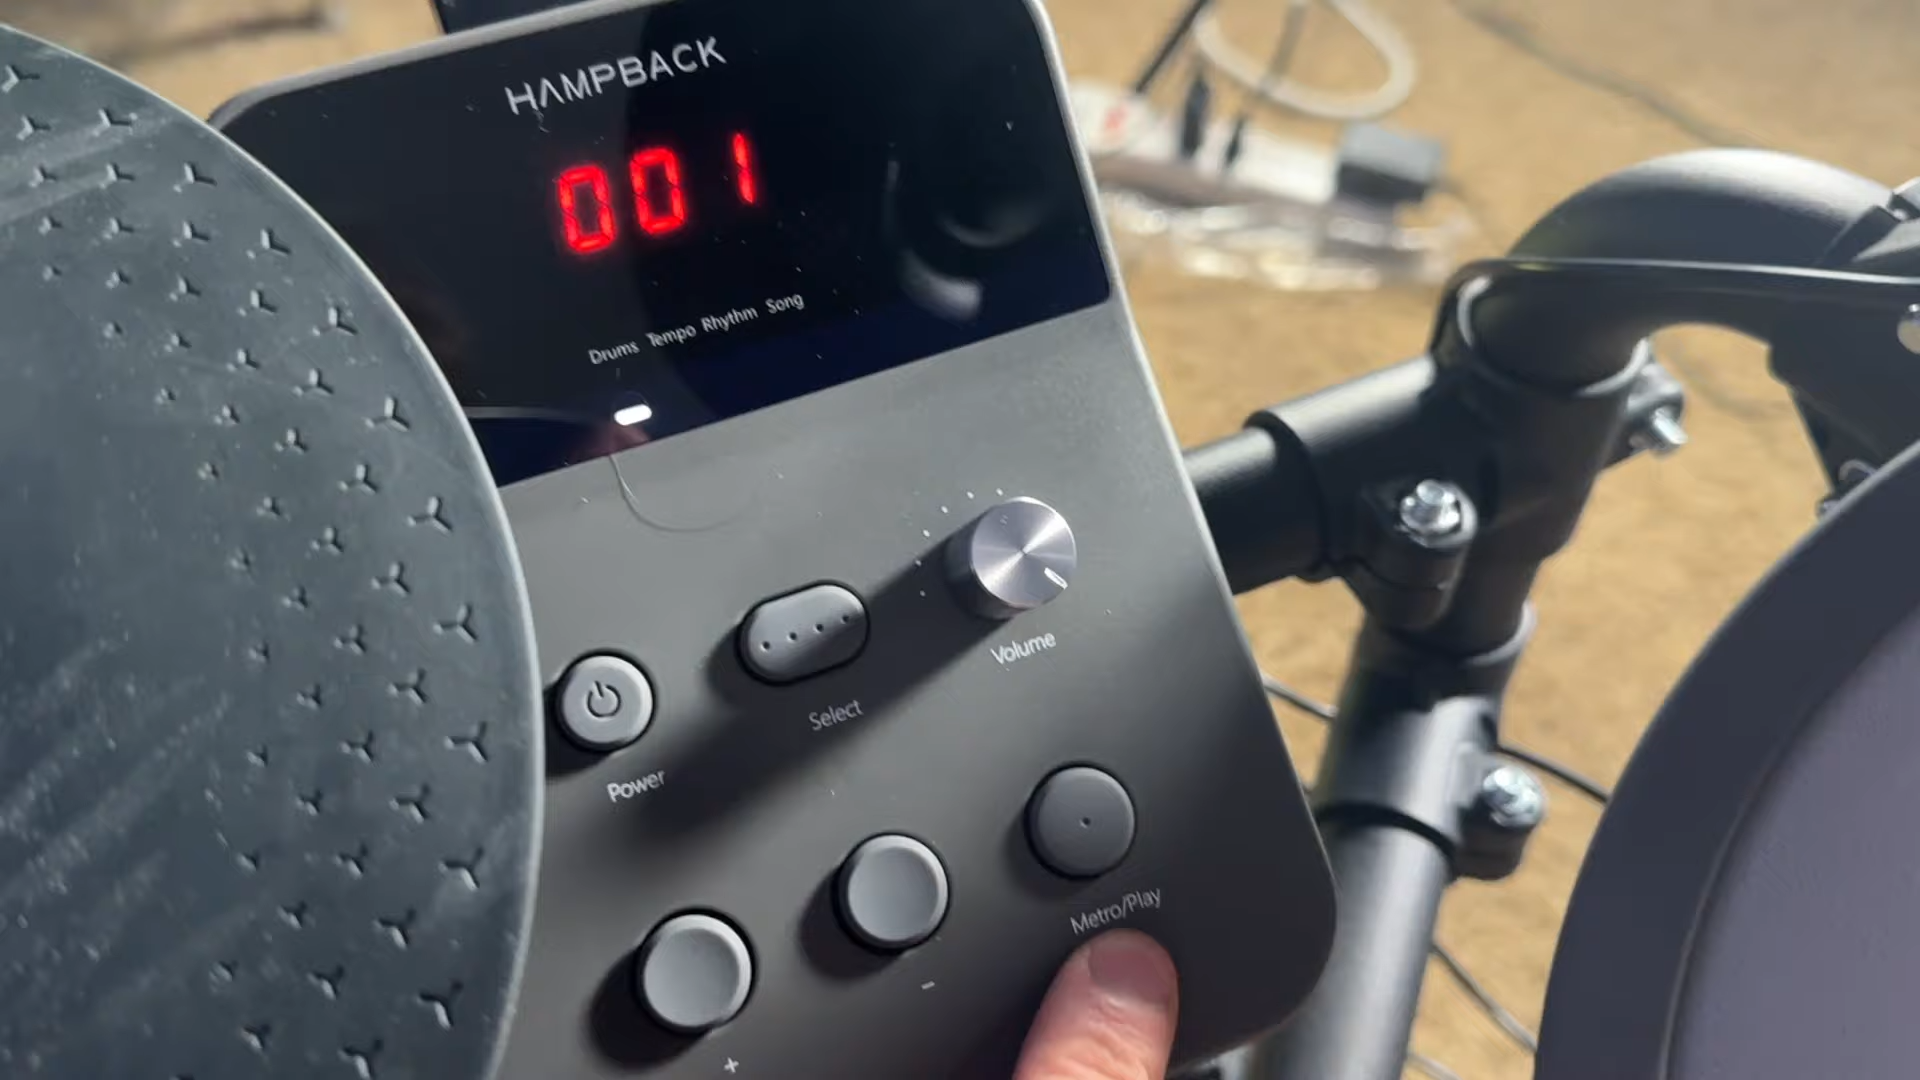 HAMPBACK
001
Drums Tempo Rhythm Song
Volume
Select
Power
Metro/Play
-
+